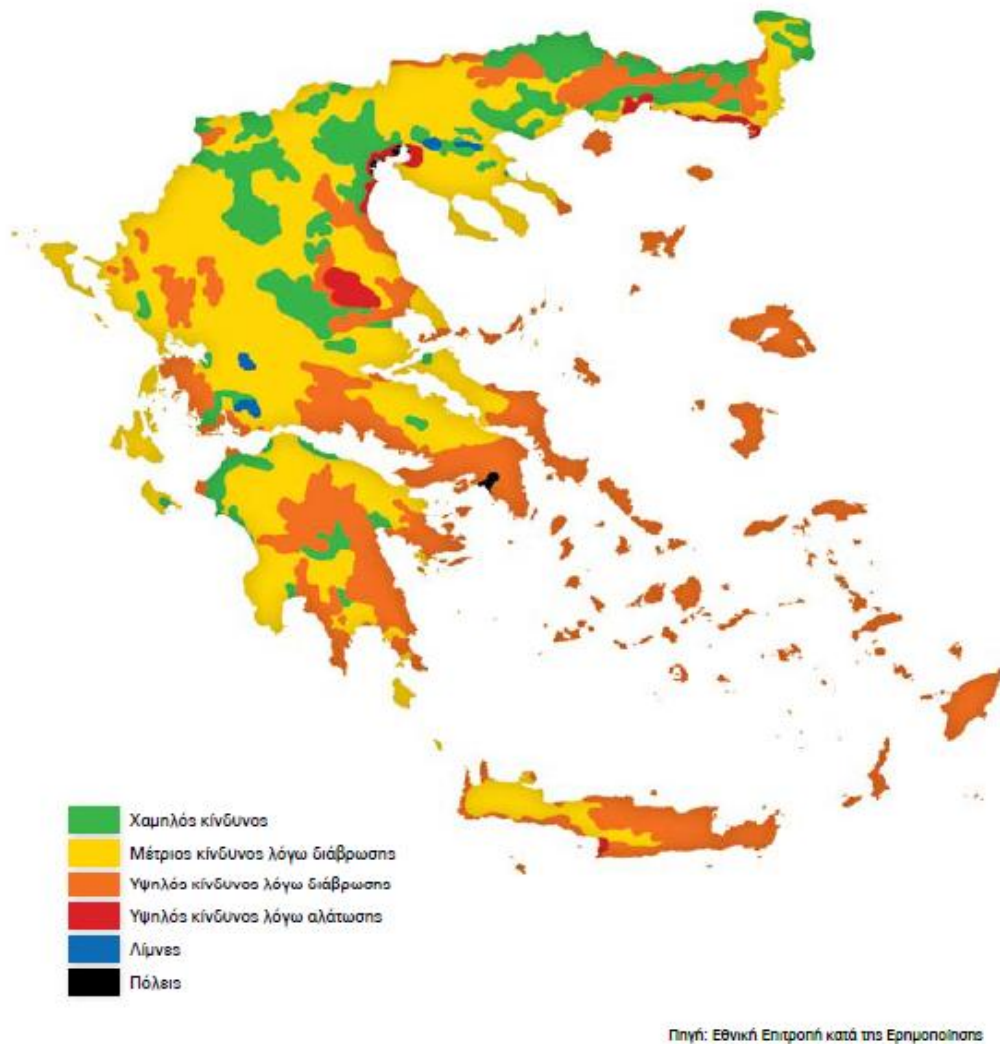 Χαμηλός κίνδυνος
Μέτριος κίνδυνος λόγω διάβρωσης
Υψηλός κίνδυνος λόγω διάβρωσης
Υψηλός κίνδυνος λόγω αλάτωσης
Λίμνες
Πόλεις
Πηγή: Εθνική Επιτροπή κατά της Ερημοποίησης